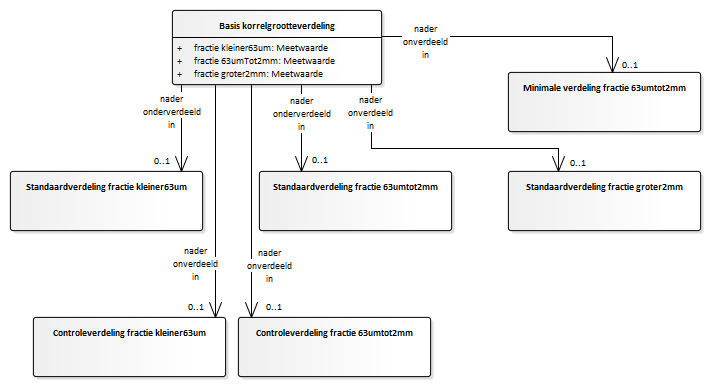 Basis korrelgrootteverdeling
+ fractie kleiner63um: Meetwaarde
+ fractie 63umTot2mm: Meetwaarde
+ fractie groter2mm: Meetwaarde
nader
onverdeeld
in
0..1
Minimale verdeling fractie 63umtot2mm
nader
onderverdeeld
in
0..1
nader
onderverdeeld
in
0..1
nader
onverdeeld
in
0..1
Standaardverdeling fractie kleiner63um
Standaardverdeling fractie 63umtot2mm
Standaardverdeling fractie groter2mm
nader
onverdeeld
in
0..1
nader
onverdeeld
in
0..1
Controleverdeling fractie kleiner63um
Controleverdeling fractie 63umtot2mm